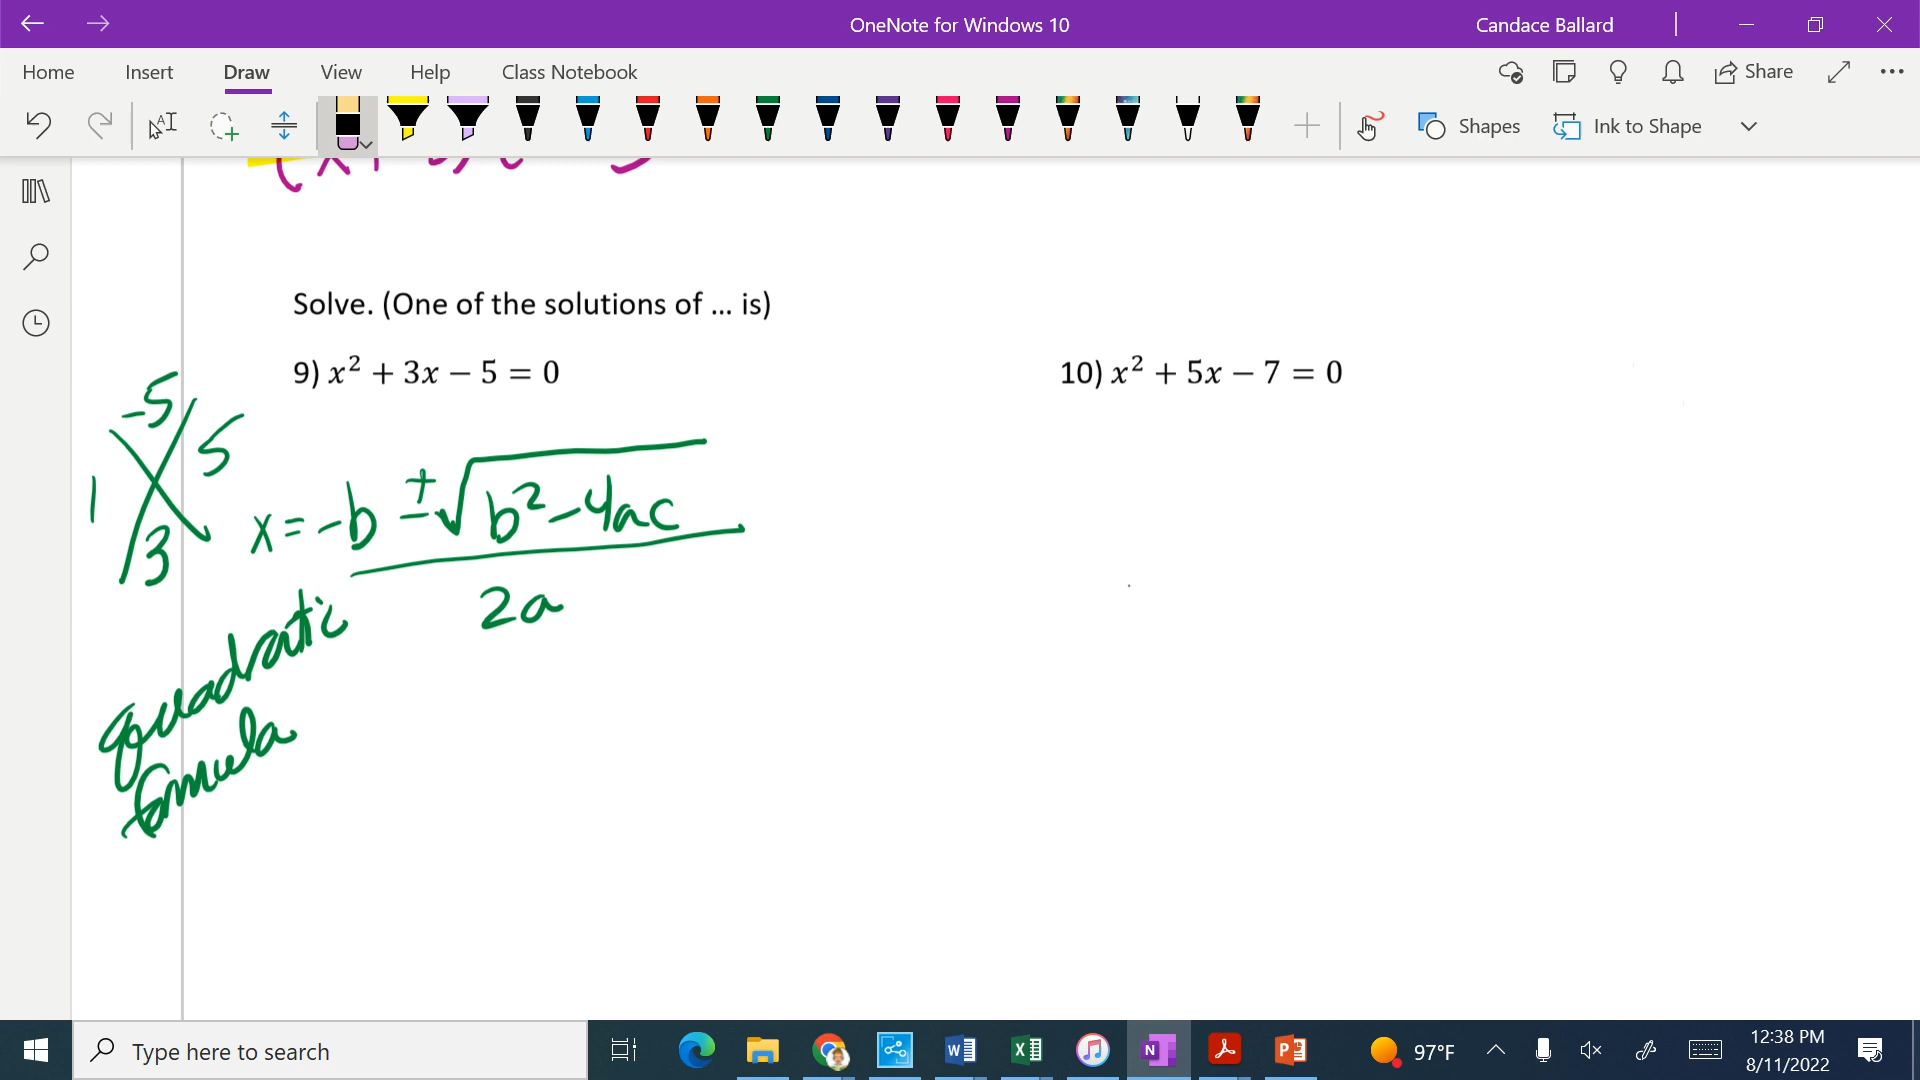 OneNote for Windows 10
Candace Ballard
Home Insert Draw View Help Class Notebook
Share
Shapes
Ink to Shape
Solve. (One of the solutions of ... is)
9) x² + 3x − 5 = 0
10) x² + 5x − 7 = 0
-5
1 5
3
x = -b ± √b² - 4ac
2a
quadratic
formula
Type here to search
97°F
12:38 PM
8/11/2022